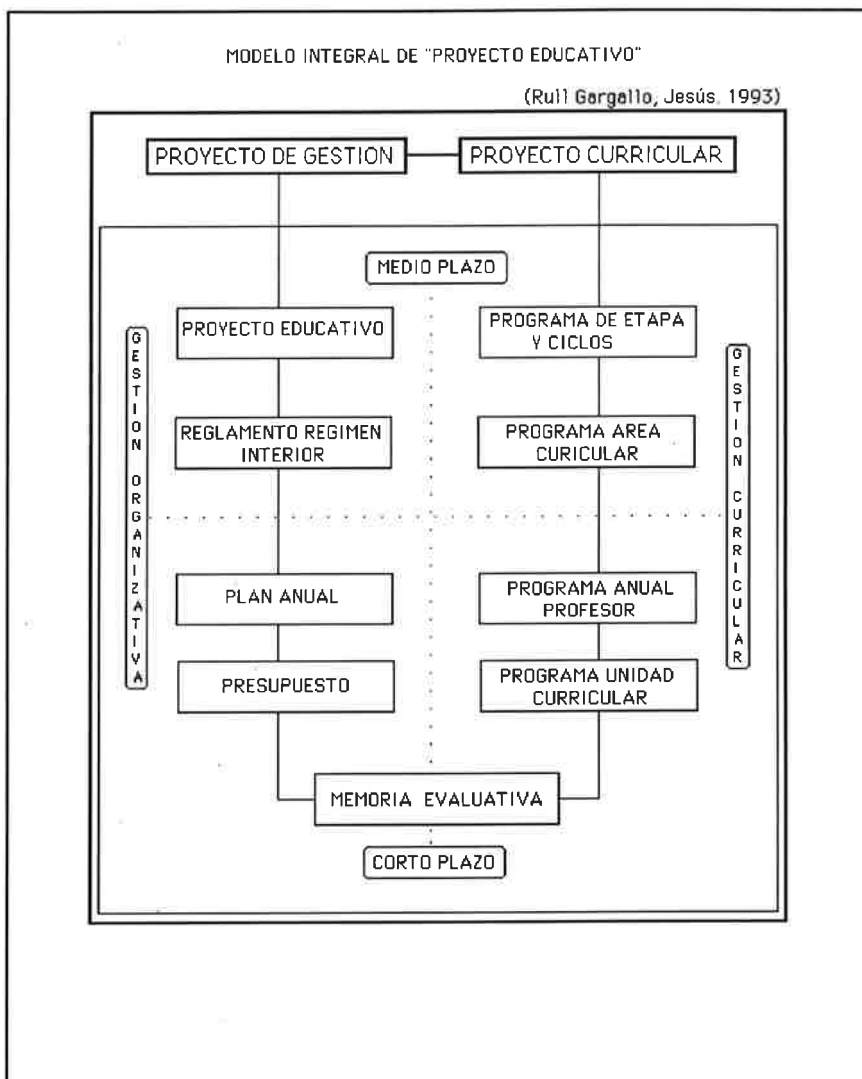 MODELO INTEGRAL DE "PROYECTO EDUCATIVO"
(Rull Gargallo, Jesús, 1993)
PROYECTO DE GESTION
PROYECTO CURRICULAR
MEDIO PLAZO
GESTION ORGANIZATIVA
PROYECTO EDUCATIVO
REGLAMENTO REGIMEN
INTERIOR
PLAN ANUAL
PRESUPUESTO
PROGRAMA DE ETAPA
Y CICLOS
PROGRAMA AREA
CURICULAR
PROGRAMA ANUAL
PROFESOR
PROGRAMA UNIDAD
CURRICULAR
GESTION CURRICULAR
MEMORIA EVALUATIVA
CORTO PLAZO